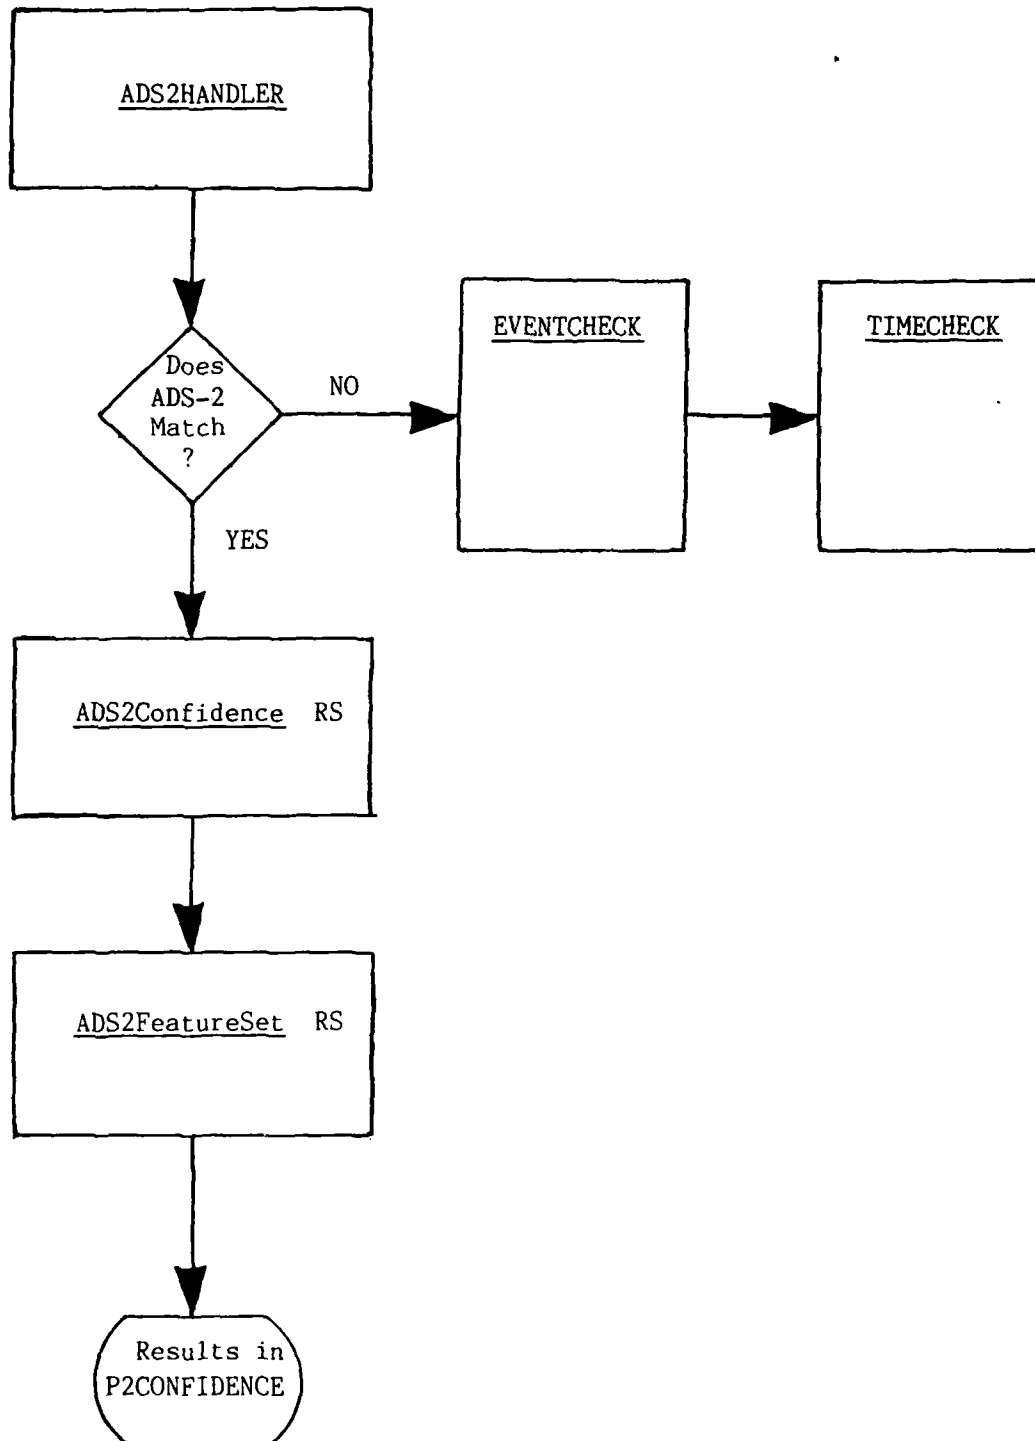 ADS2HANDLER
Does
ADS-2
Match
?
NO
EVENTCHECK
TIMECHECK
YES
ADS2Confidence RS
ADS2FeatureSet RS
Results in
P2CONFIDENCE